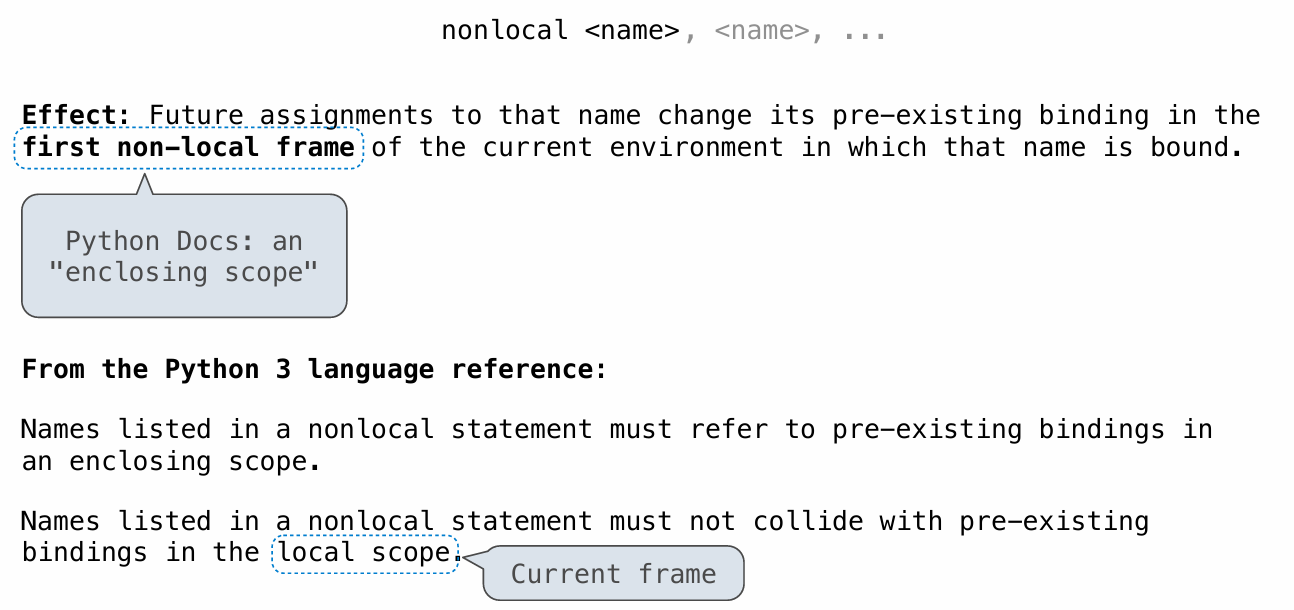 nonlocal <name>, <name>, ...
Effect: Future assignments to that name change its pre-existing binding in the
first non-local frame of the current environment in which that name is bound.
Python Docs: an
"enclosing scope"
From the Python 3 language reference:
Names listed in a nonlocal statement must refer to pre-existing bindings in
an enclosing scope.
Names listed in a nonlocal statement must not collide with pre-existing
bindings in the local scope.
Current frame